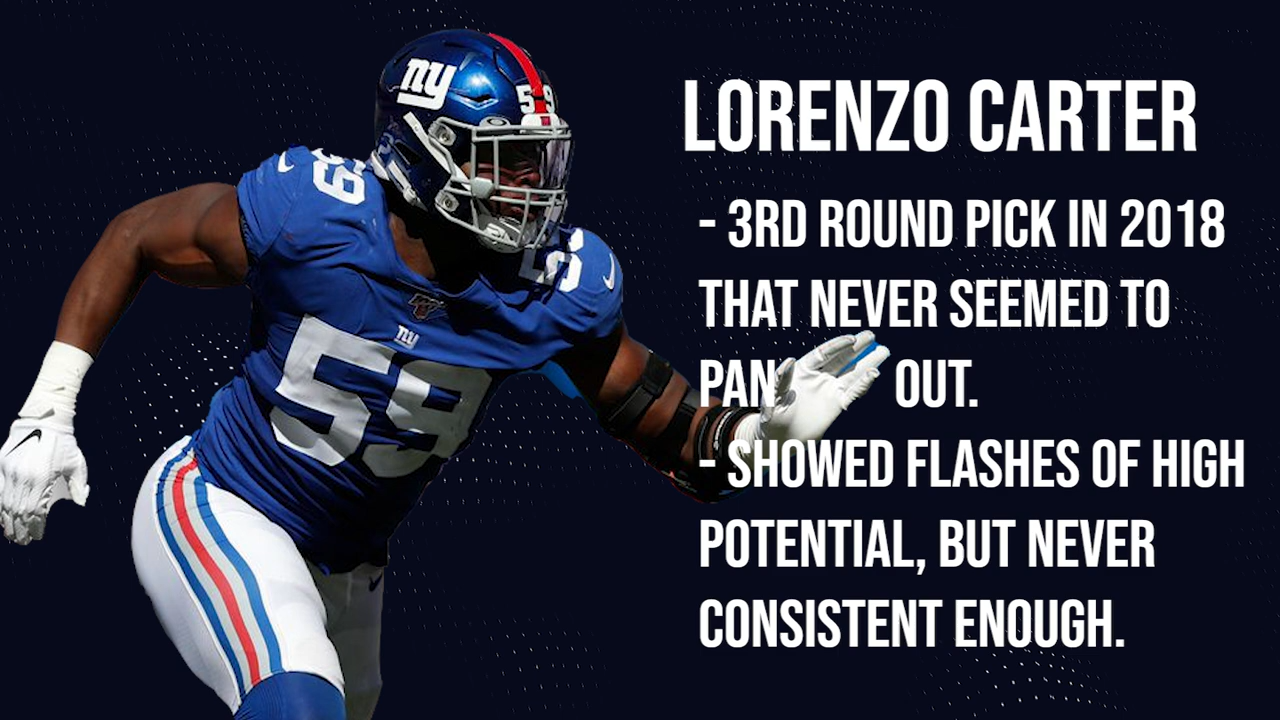 LORENZO CARTER
- 3RD ROUND PICK IN 2018
THAT NEVER SEEMED TO
PAN OUT.
- SHOWED FLASHES OF HIGH
POTENTIAL, BUT NEVER
CONSISTENT ENOUGH.
ny
59
59
ny
59